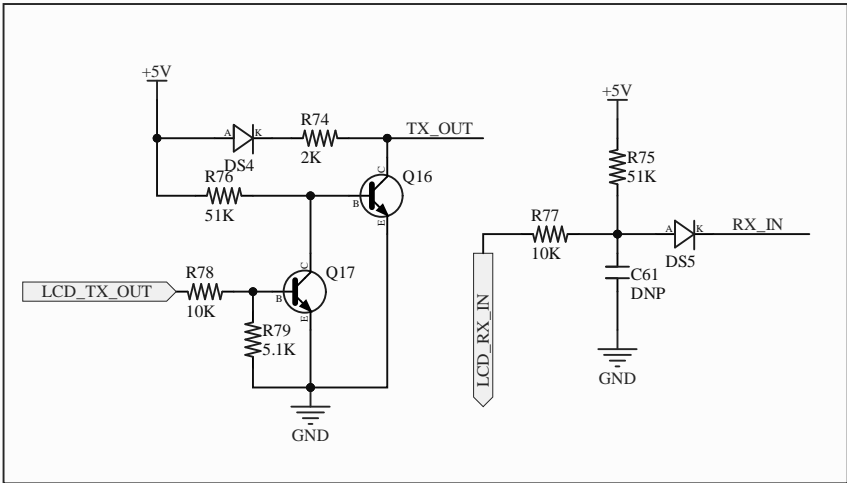 +5V
A
K
DS4
R74
2K
TX_OUT
R76
51K
C
B
E
Q16
LCD_TX_OUT
R78
10K
C
B
E
Q17
R79
5.1K
GND
+5V
R75
51K
R77
10K
A
K
DS5
RX_IN
C61
DNP
LCD_RX_IN
GND